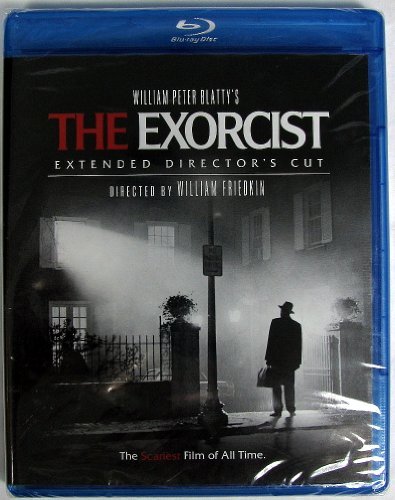 Blu-ray Disc
WILLIAM PETER BLATTY'S
THE EXORCIST
EXTENDED DIRECTOR'S CUT
DIRECTED BY WILLIAM FRIEDKIN
The Scariest Film of All Time.